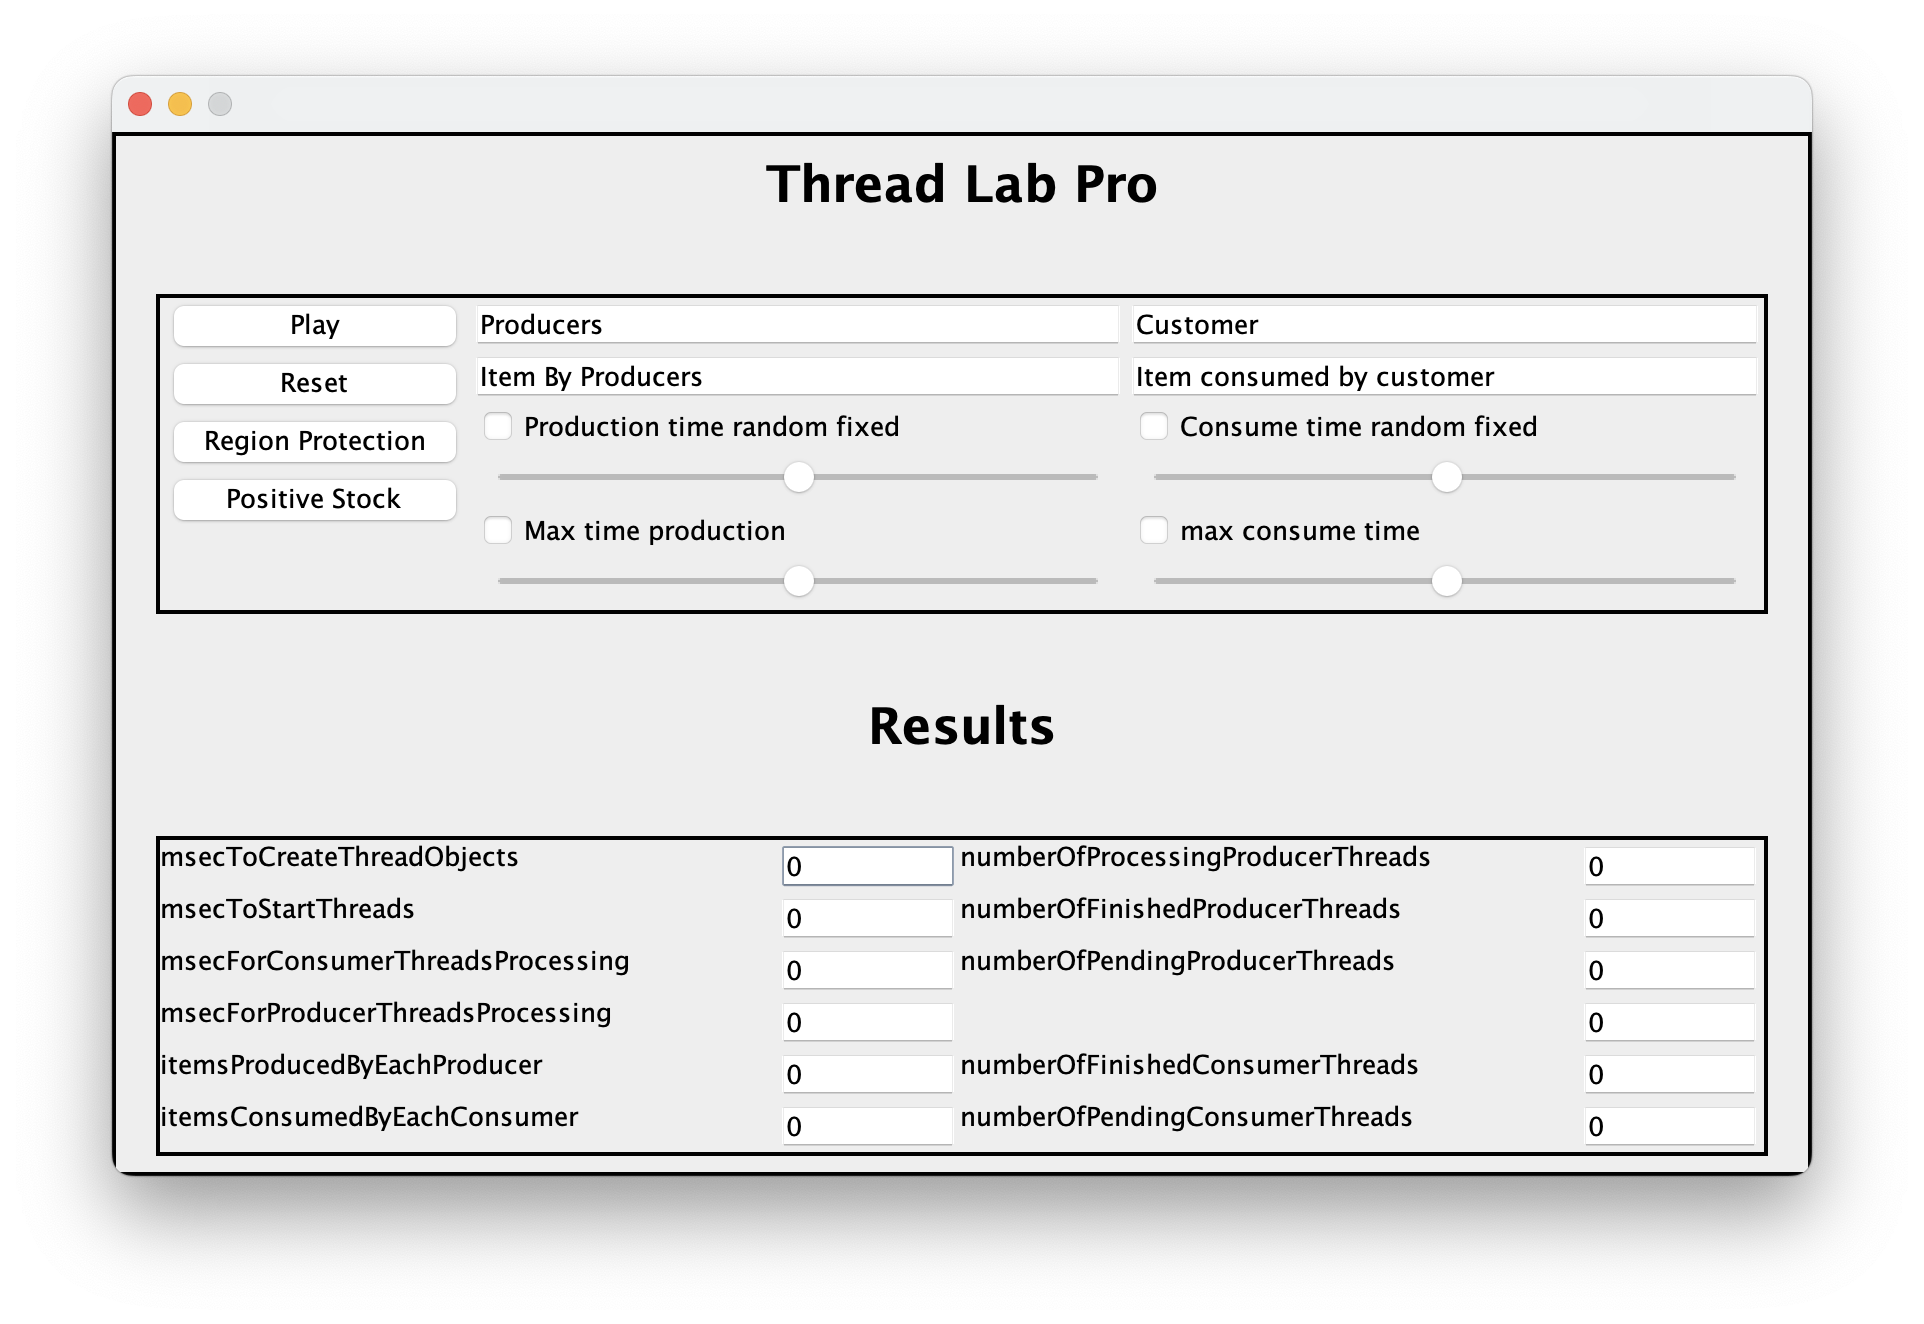 Thread Lab Pro
Play
Producers
Customer
Reset
Item By Producers
Item consumed by customer
Region Protection
Production time random fixed
Consume time random fixed
Positive Stock
Max time production
max consume time
Results
msecToCreateThreadObjects 0 numberOfProcessingProducerThreads 0
msecToStartThreads 0 numberOfFinishedProducerThreads 0
msecForConsumerThreadsProcessing 0 numberOfPendingProducerThreads 0
msecForProducerThreadsProcessing 0 0
itemsProducedByEachProducer 0 numberOfFinishedConsumerThreads 0
itemsConsumedByEachConsumer 0 numberOfPendingConsumerThreads 0